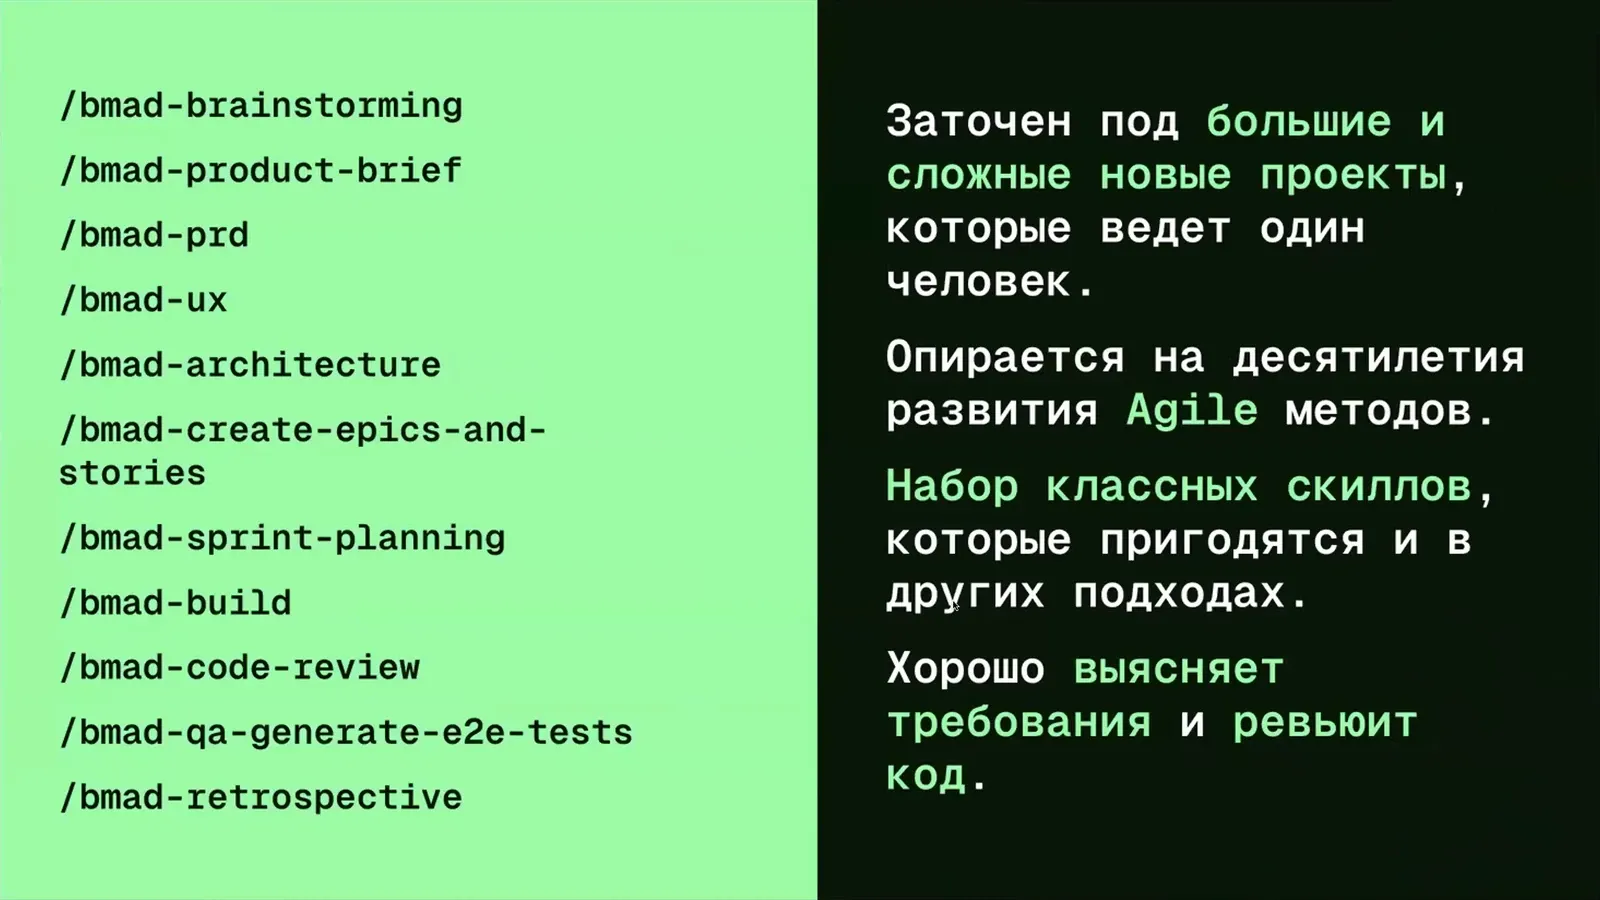 /bmad-brainstorming
/bmad-product-brief
/bmad-prd
/bmad-ux
/bmad-architecture
/bmad-create-epics-and-
stories
/bmad-sprint-planning
/bmad-build
/bmad-code-review
/bmad-qa-generate-e2e-tests
/bmad-retrospective
Заточен под большие и
сложные новые проекты,
которые ведет один
человек.
Опирается на десятилетия
развития Agile методов.
Набор классных скиллов,
которые пригодятся и в
других подходах.
Хорошо выясняет
требования и ревьюит
код.